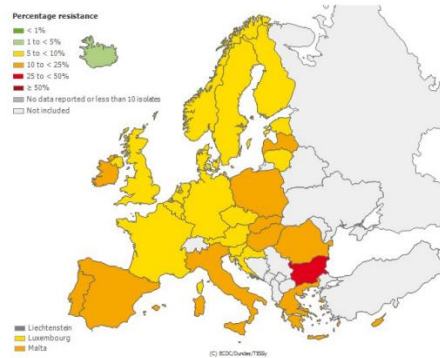 Percentage resistance
< 1%
1 to < 5%
5 to < 10%
10 to < 25%
25 to < 50%
≥ 50%
No data reported or less than 10 isolates
Not included
Liechtenstein
Luxembourg
Malta
(C) ECDC/Dundas/TESSy